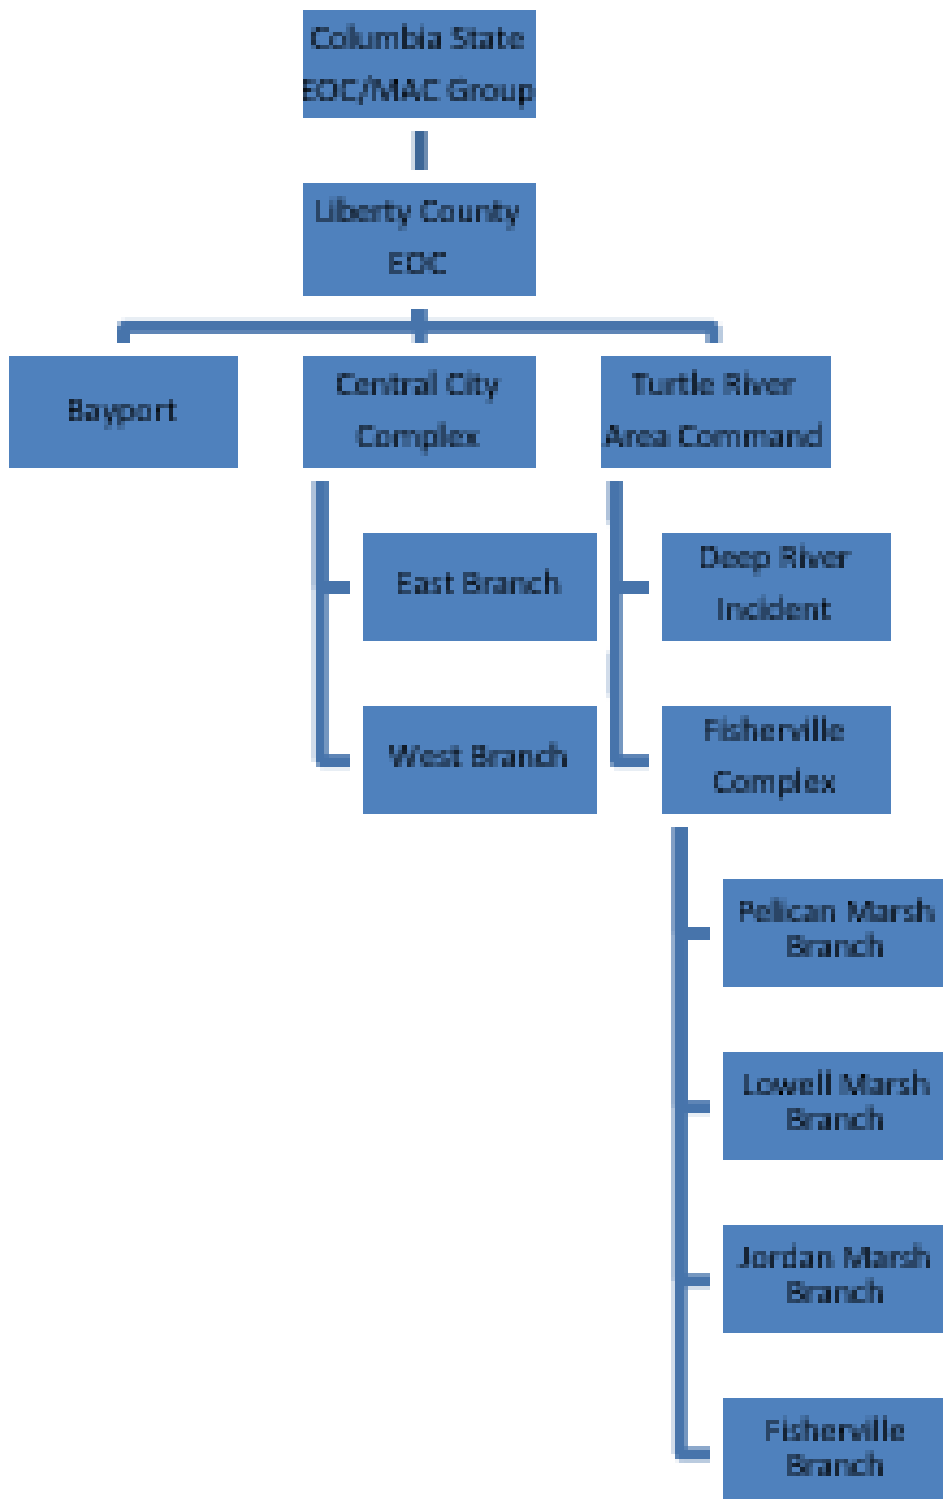 Columbia State
EOC/MAC Group
Liberty County
EOC
Bayport
Central City
Complex
Turtle River
Area Command
East Branch
Deep River
Incident
West Branch
Fisherville
Complex
Pelican Marsh
Branch
Lowell Marsh
Branch
Jordan Marsh
Branch
Fisherville
Branch